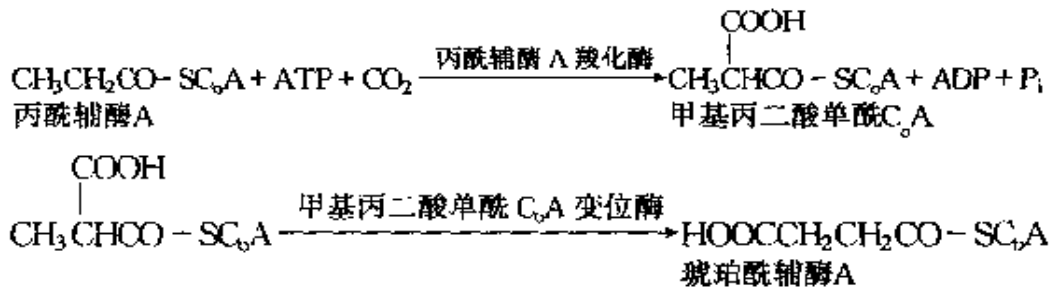 COOH
CH₃CH₂CO-SCoA+ATP+CO₂ 丙酰辅酶A羧化酶 CH₃CHCO-SCoA+ADP+Pi
丙酰辅酶A 甲基丙二酸单酰CoA
COOH
CH₃CHCO-SCoA 甲基丙二酸单酰CoA变位酶 HOOCCH₂CH₂CO-SCoA
琥珀酰辅酶A